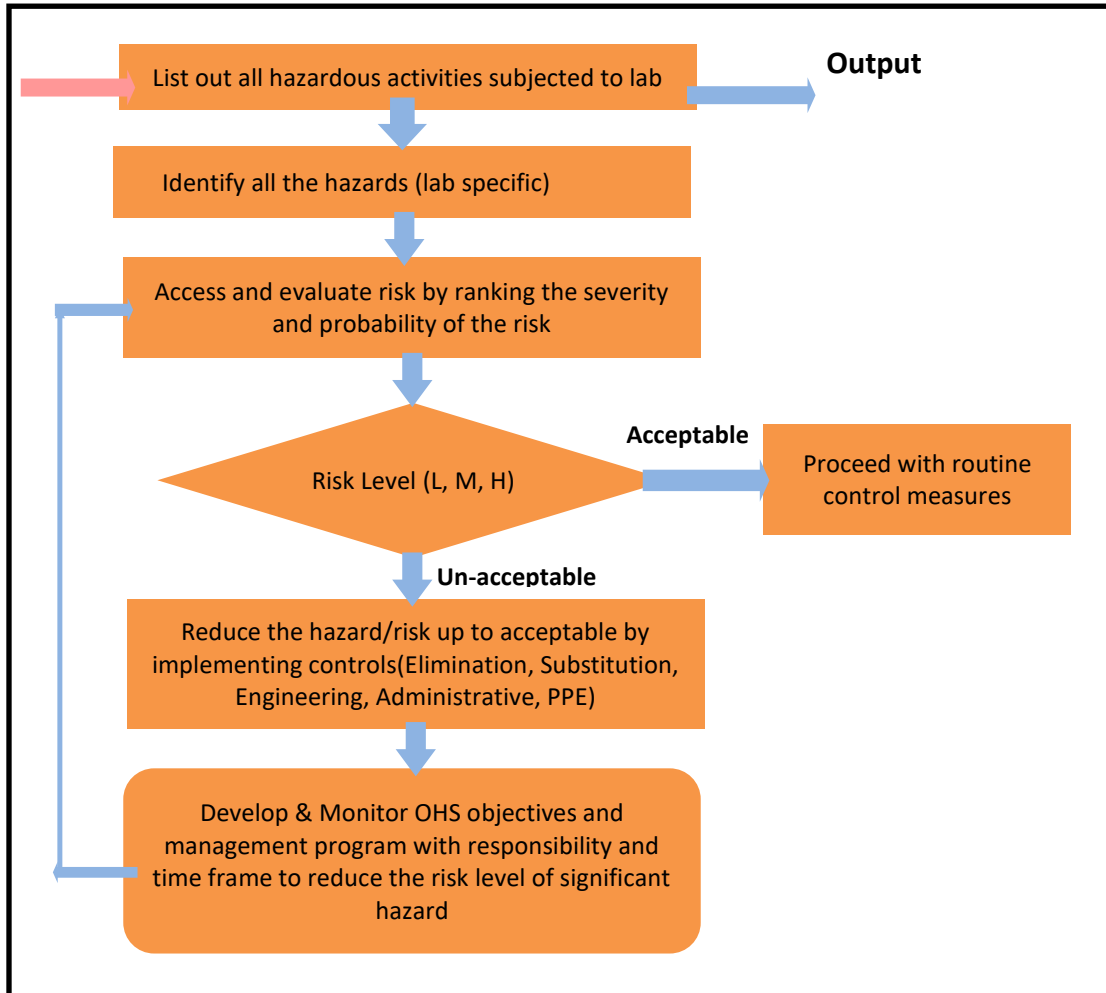 List out all hazardous activities subjected to lab
Output
Identify all the hazards (lab specific)
Access and evaluate risk by ranking the severity
and probability of the risk
Risk Level (L, M, H)
Acceptable
Proceed with routine
control measures
Un-acceptable
Reduce the hazard/risk up to acceptable by
implementing controls(Elimination, Substitution,
Engineering, Administrative, PPE)
Develop & Monitor OHS objectives and
management program with responsibility and
time frame to reduce the risk level of significant
hazard